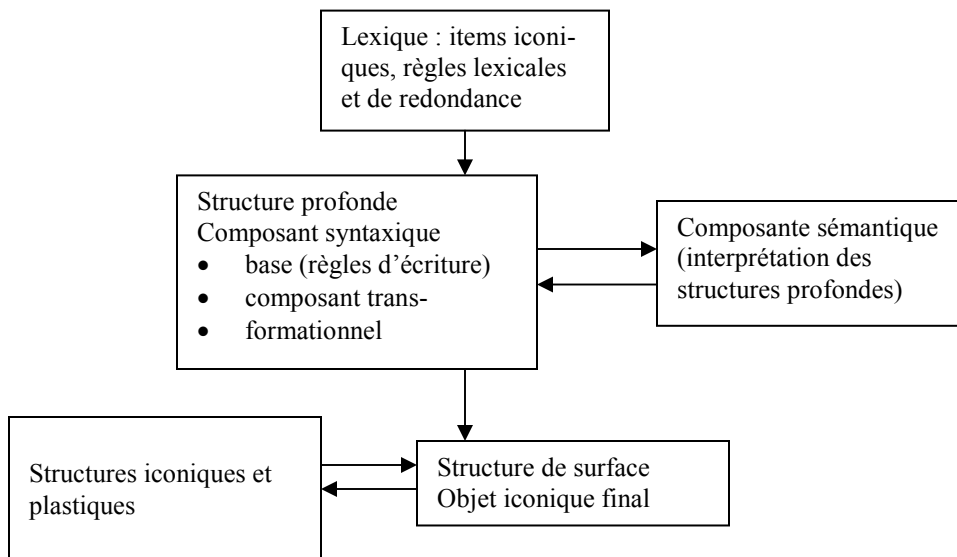 Lexique : items iconi-
ques, règles lexicales
et de redondance
Structure profonde
Composant syntaxique
• base (règles d’écriture)
• composant trans-
• formationnel
Composante sémantique
(interprétation des
structures profondes)
Structures iconiques et
plastiques
Structure de surface
Objet iconique final